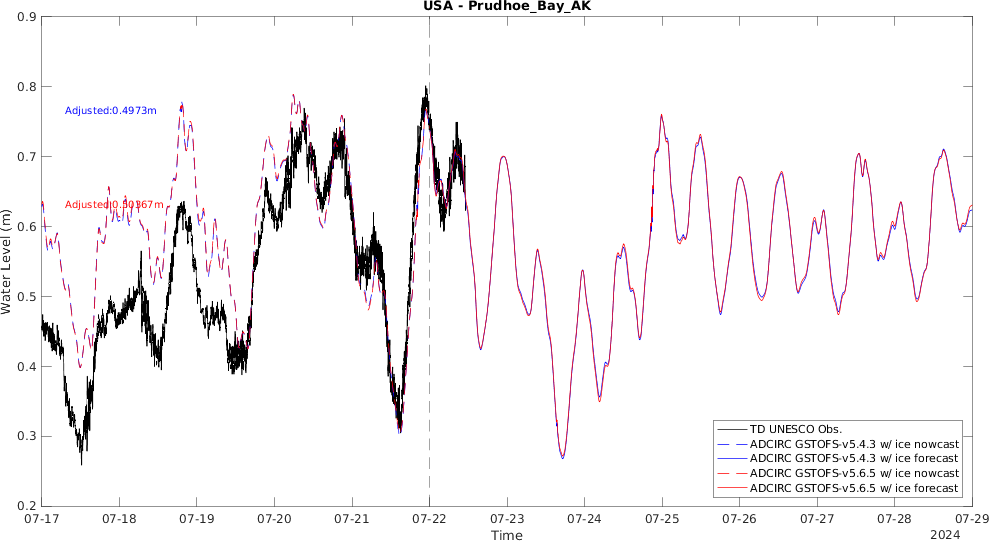 USA - Prudhoe_Bay_AK
0.9
0.8
0.7
0.6
0.5
0.4
0.3
0.2
Water Level (m)
Adjusted:0.4973m
Adjusted:0.50367m
TD UNESCO Obs.
ADCIRC GSTOFS-v5.4.3 w/ ice nowcast
ADCIRC GSTOFS-v5.4.3 w/ ice forecast
ADCIRC GSTOFS-v5.6.5 w/ ice nowcast
ADCIRC GSTOFS-v5.6.5 w/ ice forecast
07-17 07-18 07-19 07-20 07-21 07-22 07-23 07-24 07-25 07-26 07-27 07-28 07-29
Time
2024